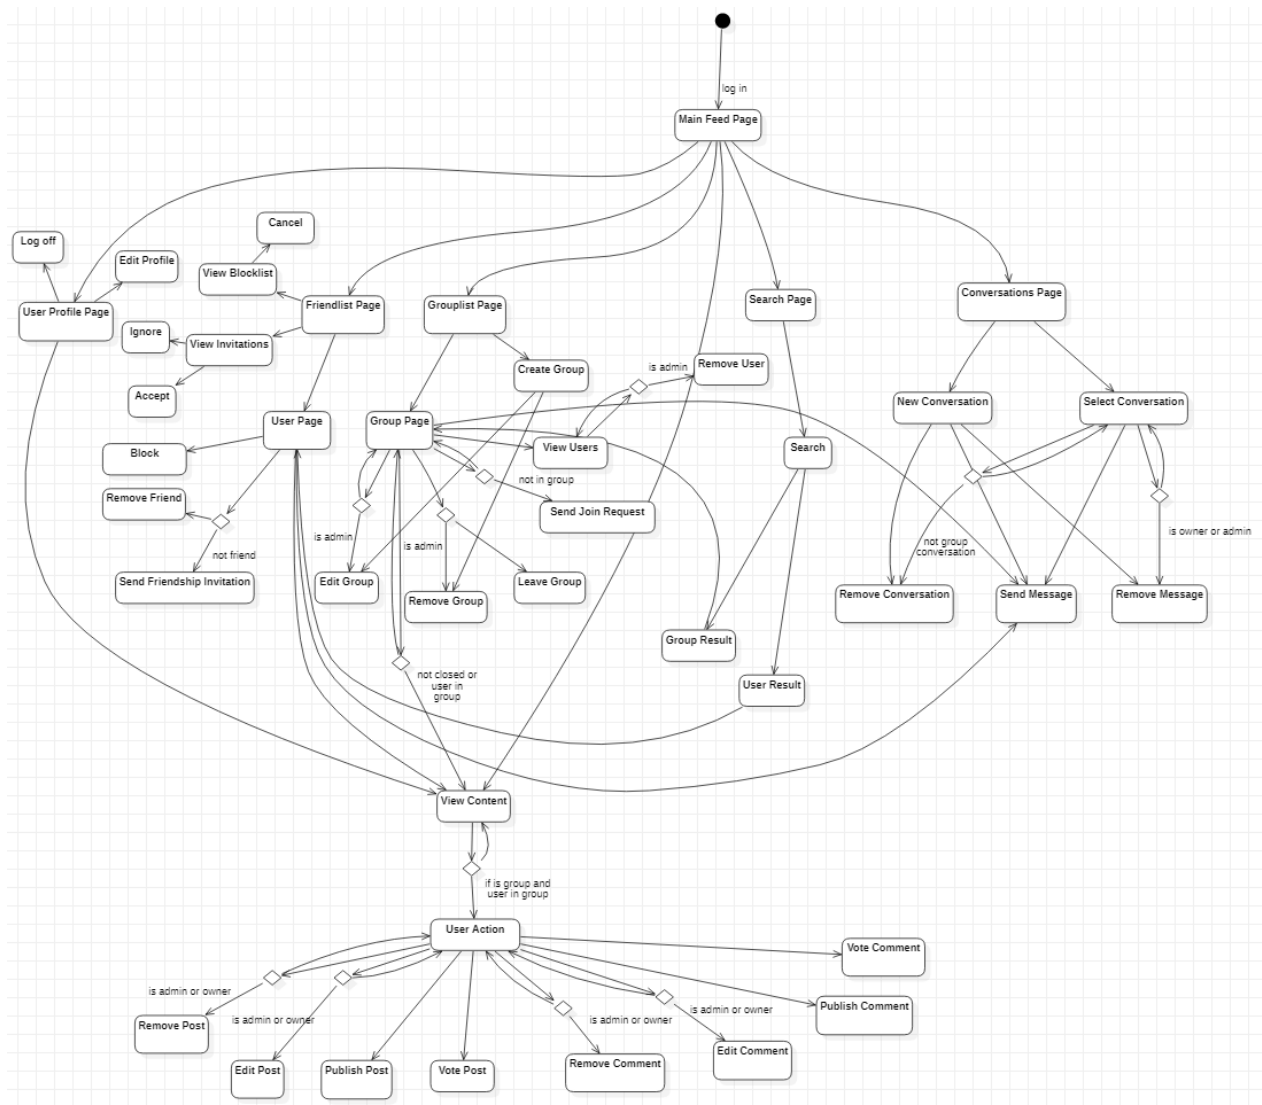 log in
Main Feed Page
Cancel
Log off
Edit Profile
View Blocklist
User Profile Page
Friendlist Page
Grouplist Page
Search Page
Conversations Page
Ignore
View Invitations
Accept
Create Group
is admin
Remove User
New Conversation
Select Conversation
User Page
Group Page
Block
View Users
Search
Remove Friend
not in group
Send Join Request
not friend
is admin
is admin
not group
conversation
is owner or admin
Send Friendship Invitation
Edit Group
Remove Group
Leave Group
Remove Conversation
Send Message
Remove Message
Group Result
not closed or
user in
group
User Result
View Content
if is group and
user in group
User Action
Vote Comment
is admin or owner
is admin or owner
is admin or owner
is admin or owner
Publish Comment
Remove Post
Edit Post
Publish Post
Vote Post
Remove Comment
Edit Comment